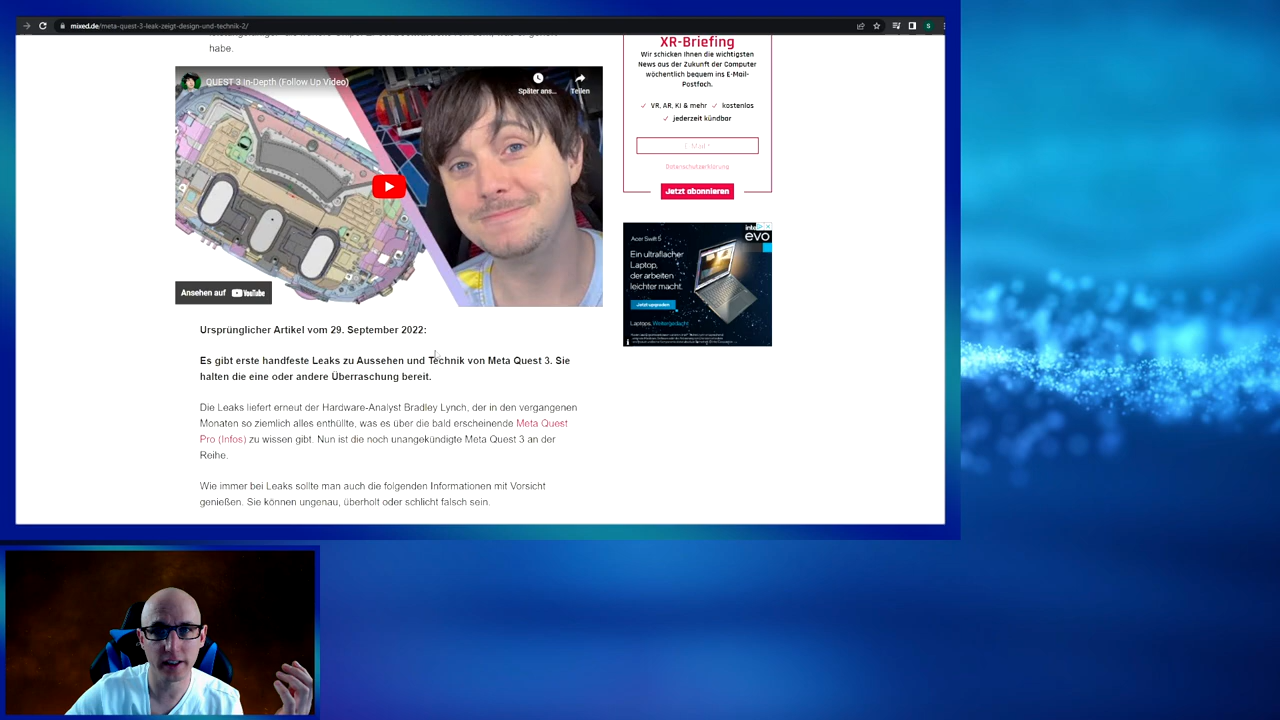 mixed.de/meta-quest-3-leak-zeigt-design-und-technik-2/
habe.
QUEST 3 In-Depth (Follow Up Video)
Später ans...
Teilen
Ansehen auf YouTube
Ursprünglicher Artikel vom 29. September 2022:
Es gibt erste handfeste Leaks zu Aussehen und Technik von Meta Quest 3. Sie
halten die eine oder andere Überraschung bereit.
Die Leaks liefert erneut der Hardware-Analyst Bradley Lynch, der in den vergangenen
Monaten so ziemlich alles enthüllte, was es über die bald erscheinende Meta Quest
Pro (Infos) zu wissen gibt. Nun ist die noch unangekündigte Meta Quest 3 an der
Reihe.
Wie immer bei Leaks sollte man auch die folgenden Informationen mit Vorsicht
genießen. Sie können ungenau, überholt oder schlicht falsch sein.
XR-Briefing
Wir schicken Ihnen die wichtigsten
News aus der Zukunft der Computer
wöchentlich bequem ins E-Mail-
Postfach.
✓ VR, AR, KI & mehr ✓ kostenlos
✓ jederzeit kündbar
E-Mail *
Datenschutzerklärung
Jetzt abonnieren
intel
evo
Acer Swift 5
Ein ultraflacher
Laptop,
der arbeiten
leichter macht.
Jetzt upgraden
Laptops. Weitergedacht.